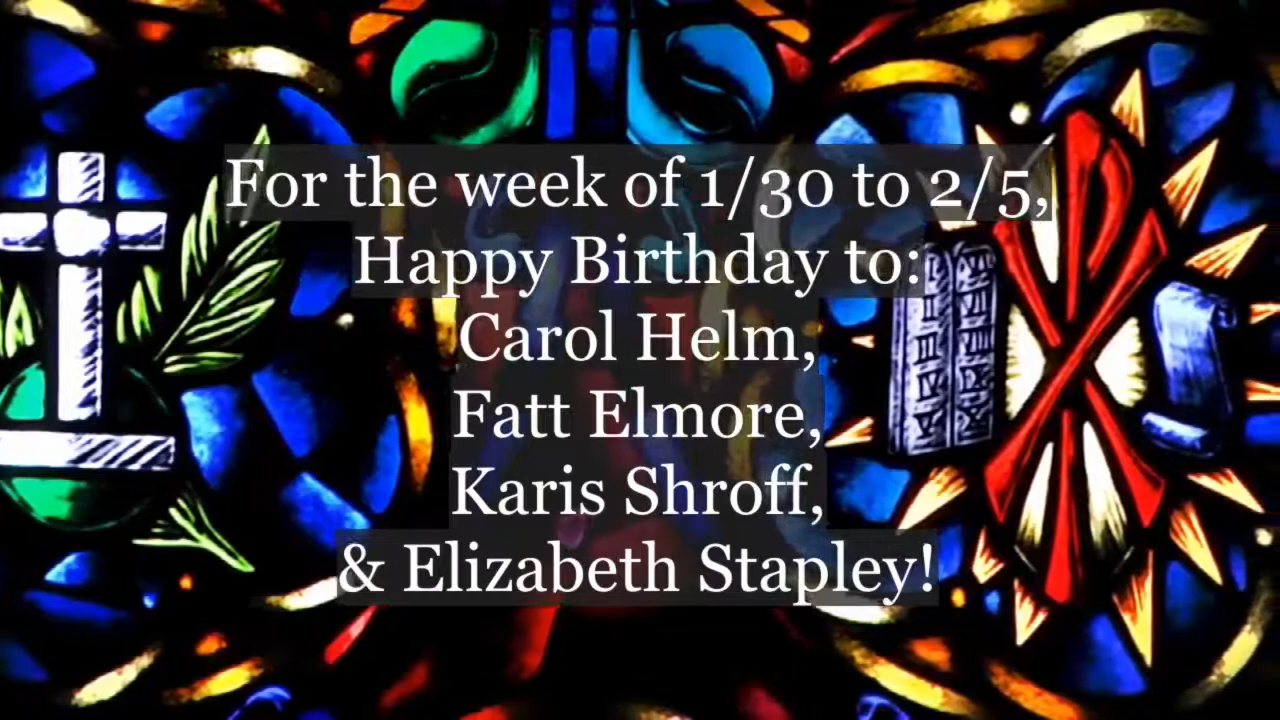 For the week of 1/30 to 2/5,
Happy Birthday to:
Carol Helm,
Fatt Elmore,
Karis Shroff,
& Elizabeth Stapley!